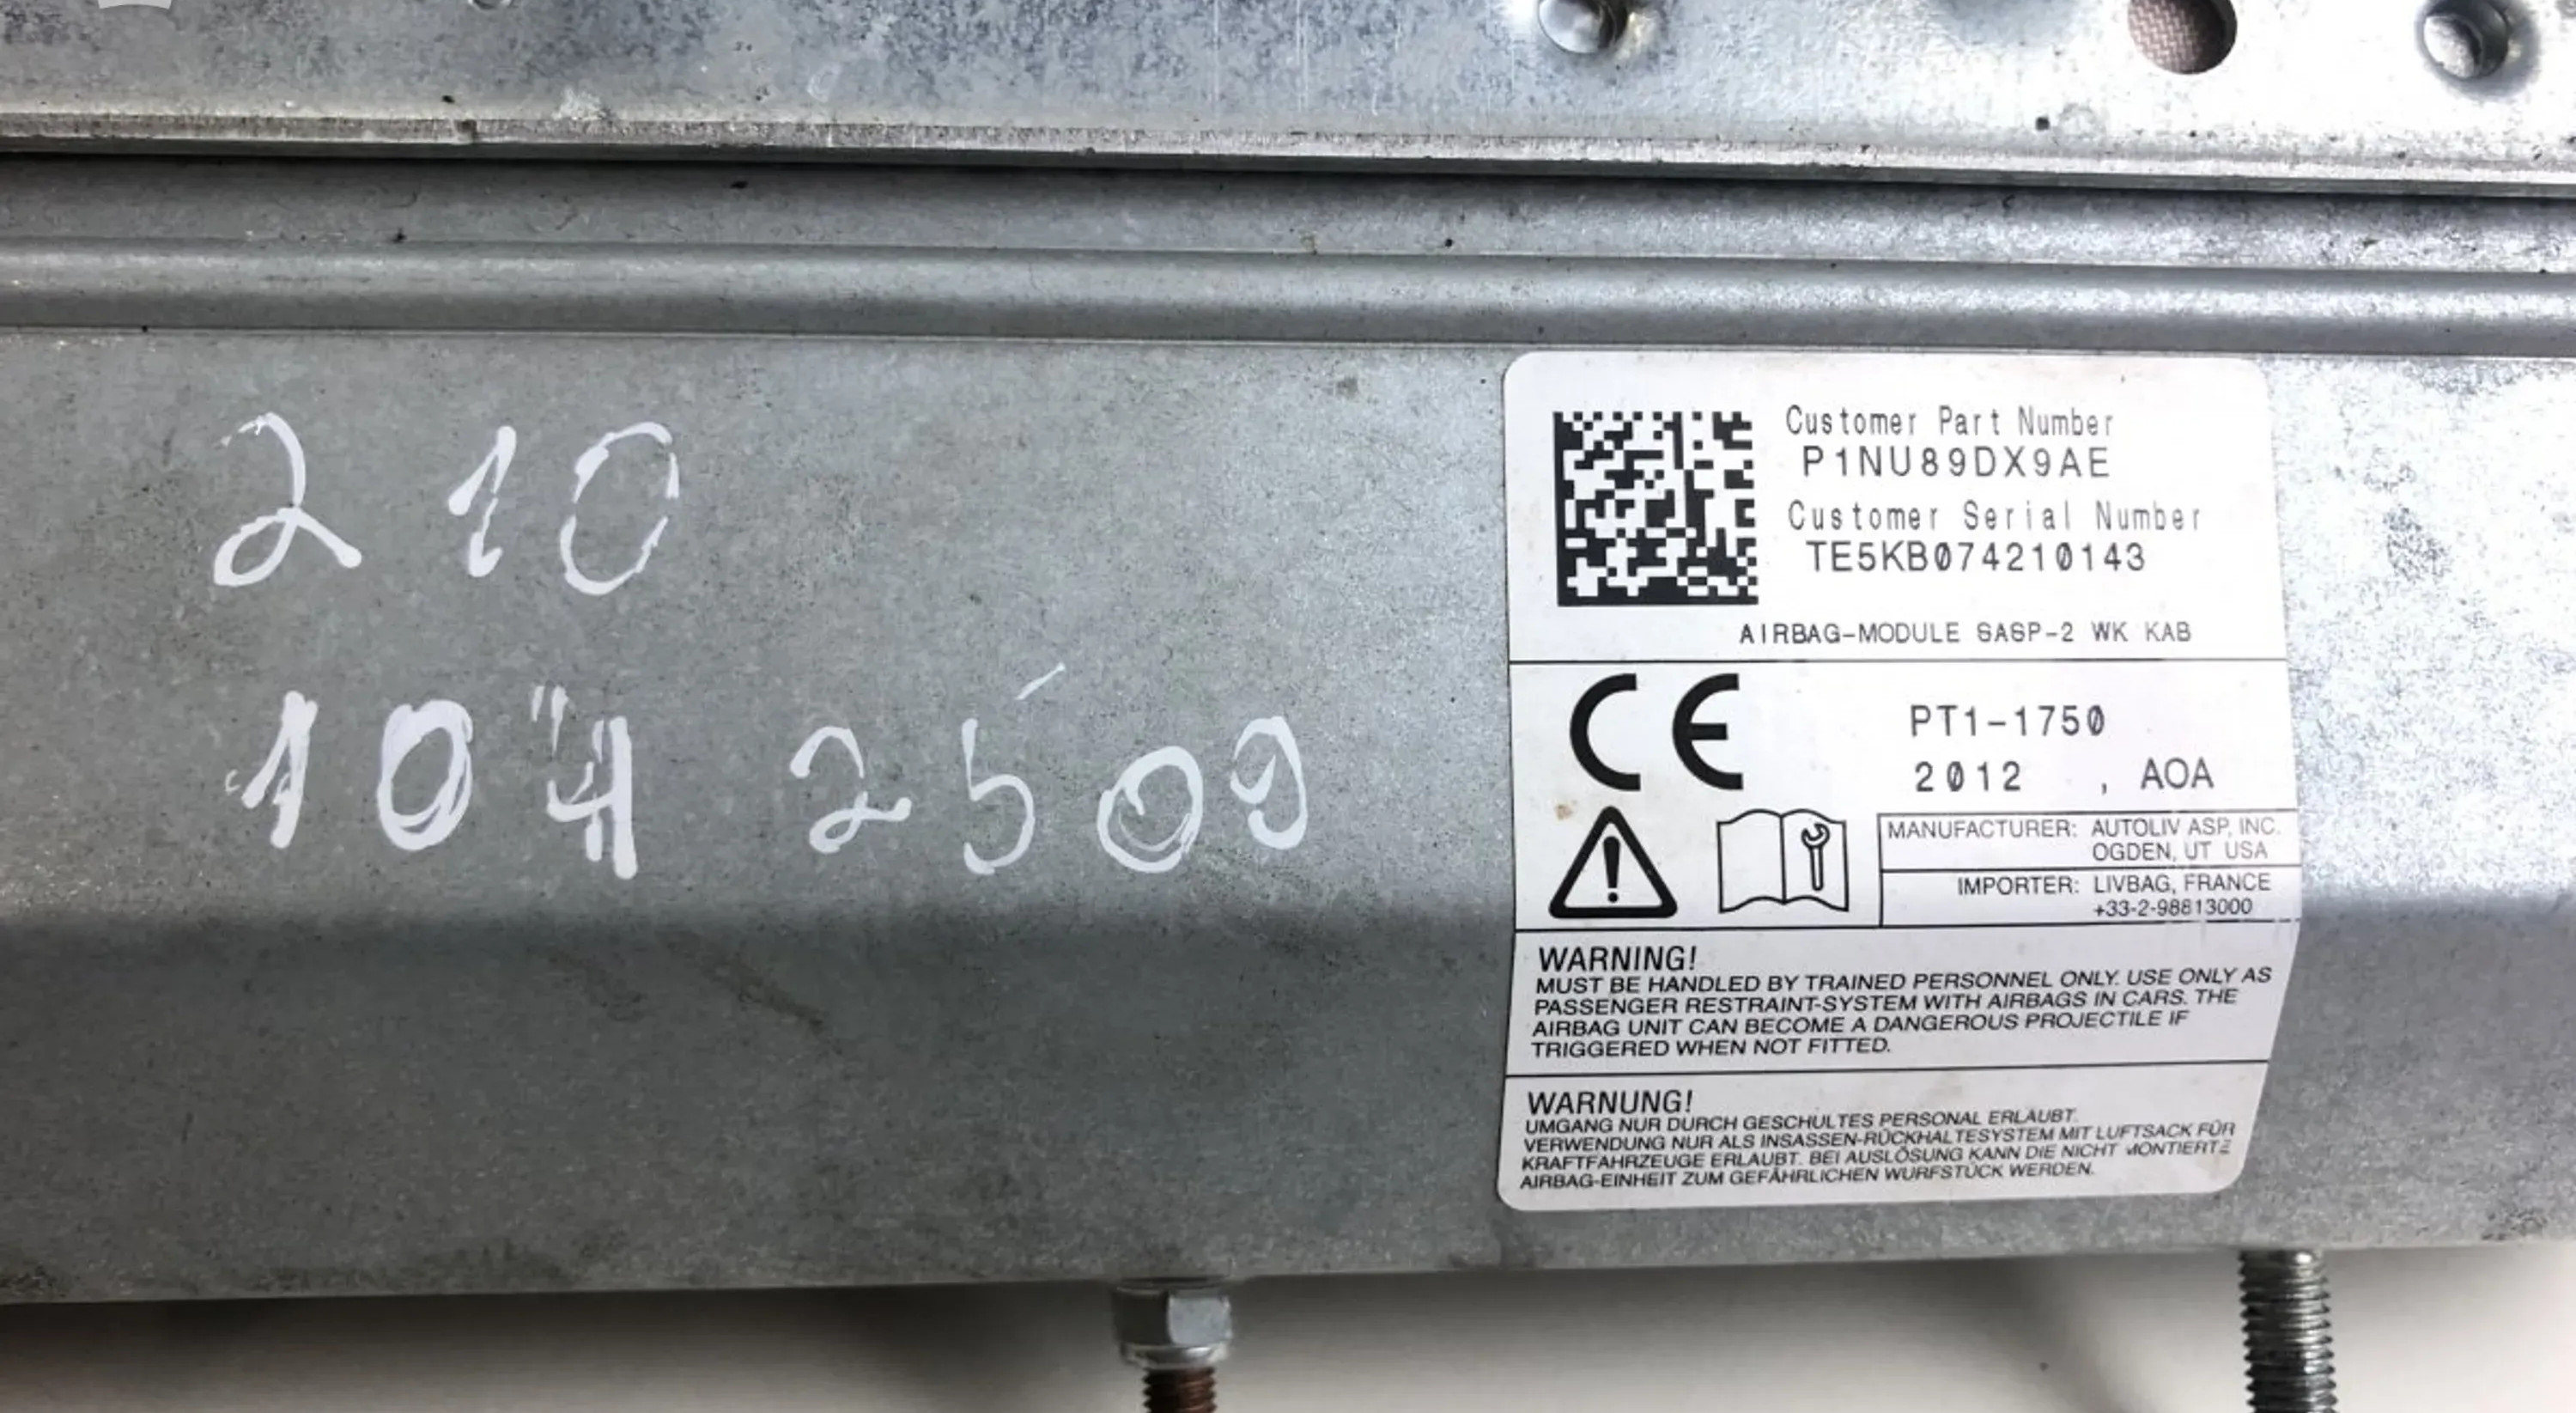 210
104 2509
Customer Part Number
P1NU89DX9AE
Customer Serial Number
TE5KB074210143
AIRBAG-MODULE SASP-2 WK KAB
CE
PT1-1750
2012 , AOA
MANUFACTURER: AUTOLIV ASP, INC.
OGDEN, UT USA
IMPORTER: LIVBAG, FRANCE
+33-2-98813000
WARNING!
MUST BE HANDLED BY TRAINED PERSONNEL ONLY. USE ONLY AS
PASSENGER RESTRAINT-SYSTEM WITH AIRBAGS IN CARS. THE
AIRBAG UNIT CAN BECOME A DANGEROUS PROJECTILE IF
TRIGGERED WHEN NOT FITTED.
WARNUNG!
UMGANG NUR DURCH GESCHULTES PERSONAL ERLAUBT.
VERWENDUNG NUR ALS INSASSEN-RÜCKHALTESYSTEM MIT LUFTSACK FÜR
KRAFTFAHRZEUGE ERLAUBT. BEI AUSLÖSUNG KANN DIE NICHT MONTIERTE
AIRBAG-EINHEIT ZUM GEFÄHRLICHEN WURFSTÜCK WERDEN.